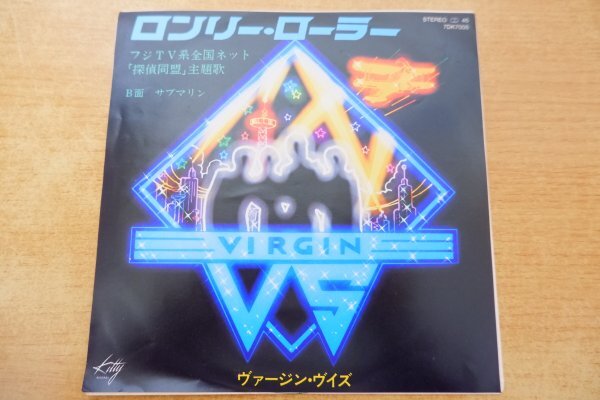 ロンリー・ローラー
STEREO ② 45
7DK7005
フジTV系全国ネット
「探偵同盟」主題歌
B面 サブマリン
VIRGIN
VS
ヴァージン・ヴイズ
Kitty